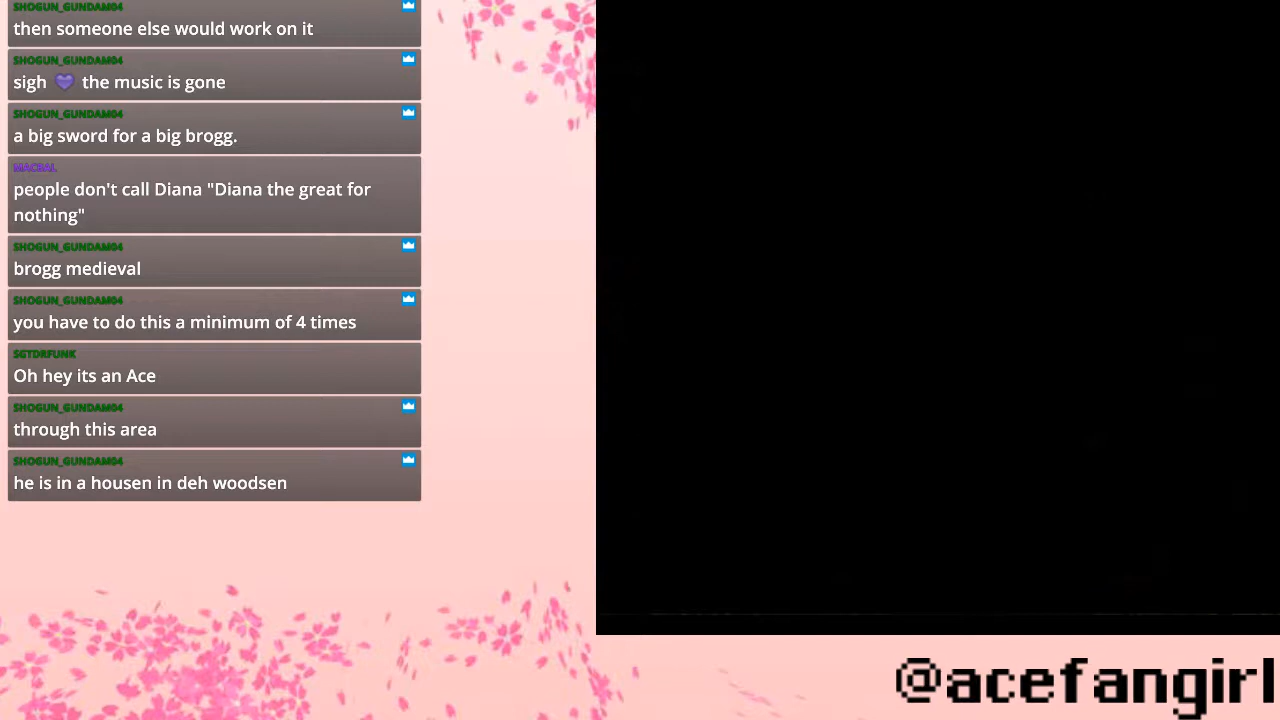 SHOGUN_GUNDAM04
then someone else would work on it
SHOGUN_GUNDAM04
sigh 💜 the music is gone
SHOGUN_GUNDAM04
a big sword for a big brogg.
MACBAL
people don't call Diana "Diana the great for
nothing"
SHOGUN_GUNDAM04
brogg medieval
SHOGUN_GUNDAM04
you have to do this a minimum of 4 times
SGTDRFUNK
Oh hey its an Ace
SHOGUN_GUNDAM04
through this area
SHOGUN_GUNDAM04
he is in a housen in deh woodsen
@acefangirl